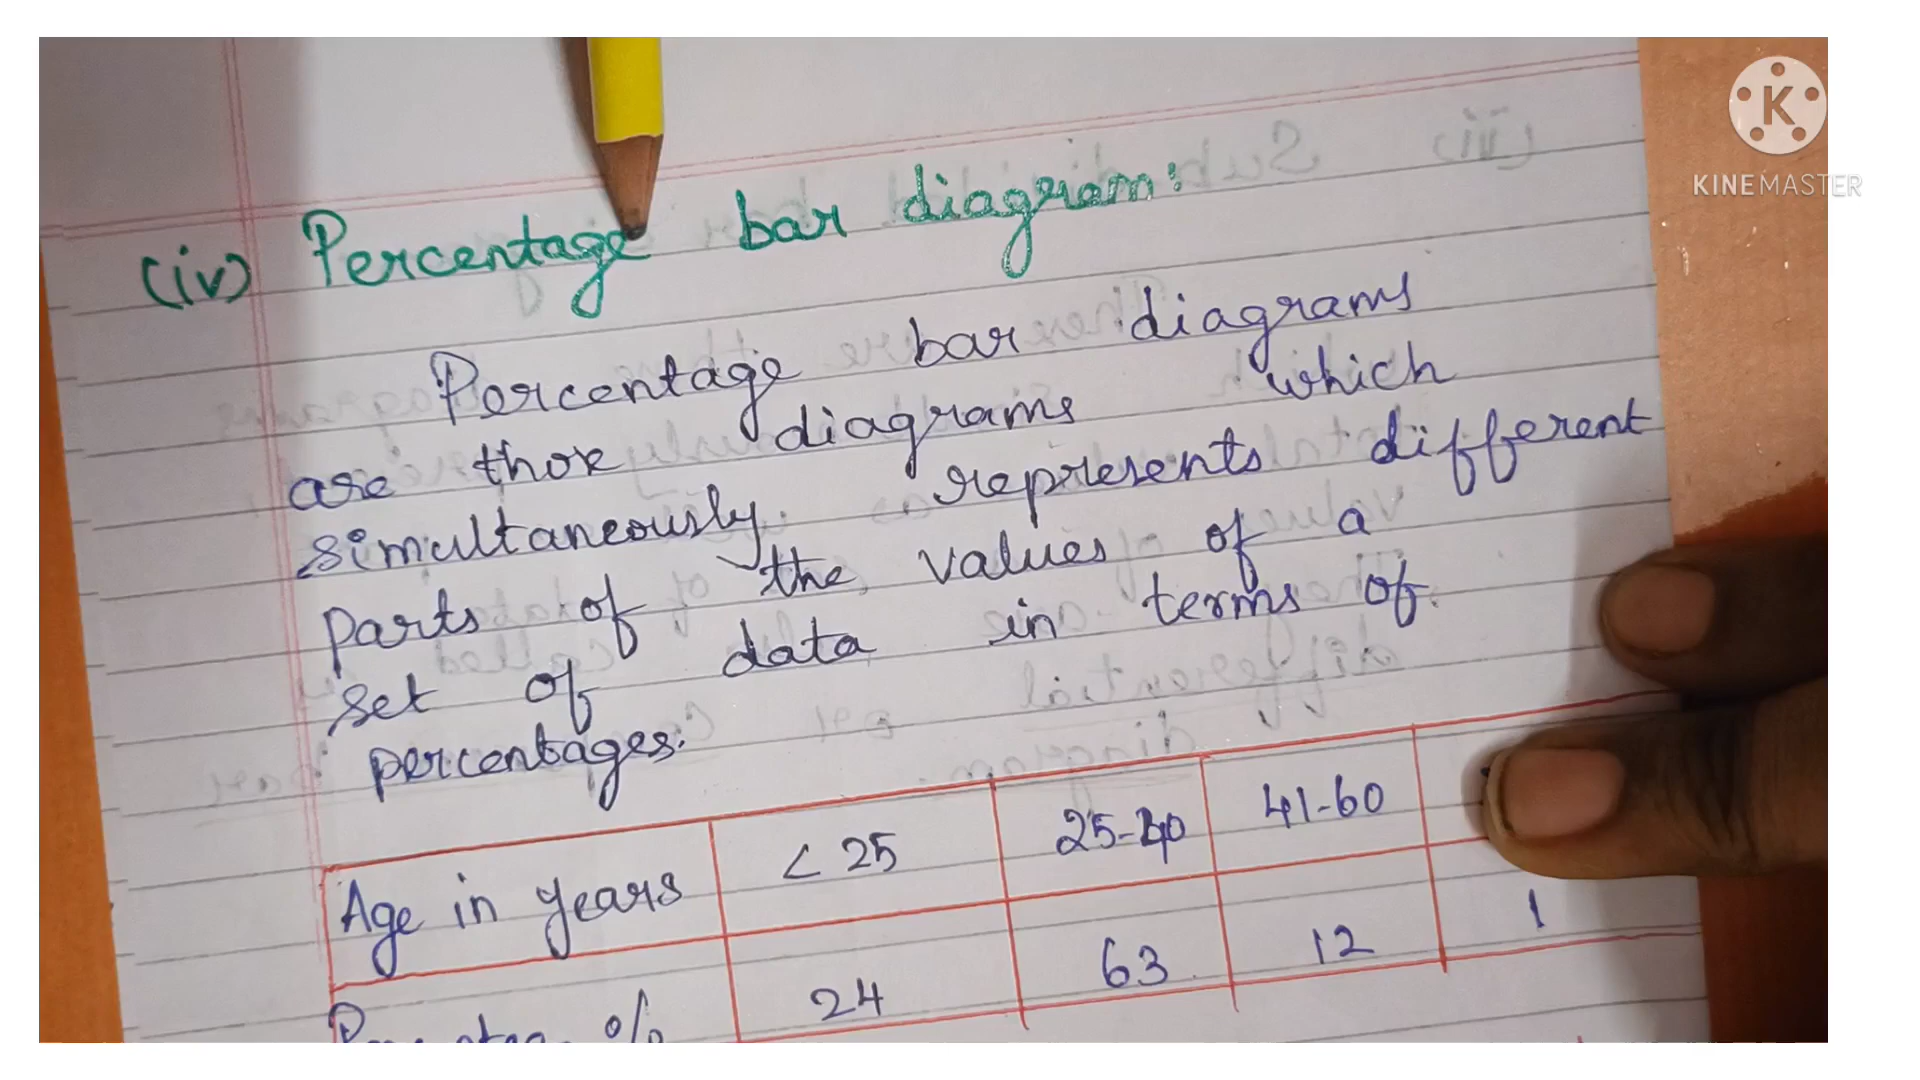 KINEMASTER
(iv) Percentage bar diagram:
Percentage bar diagrams
are those diagrams which
simultaneously represents different
parts of the values of a
set of data in terms of
percentages.
Age in years < 25 25-40 41-60
% 24 63 12 1